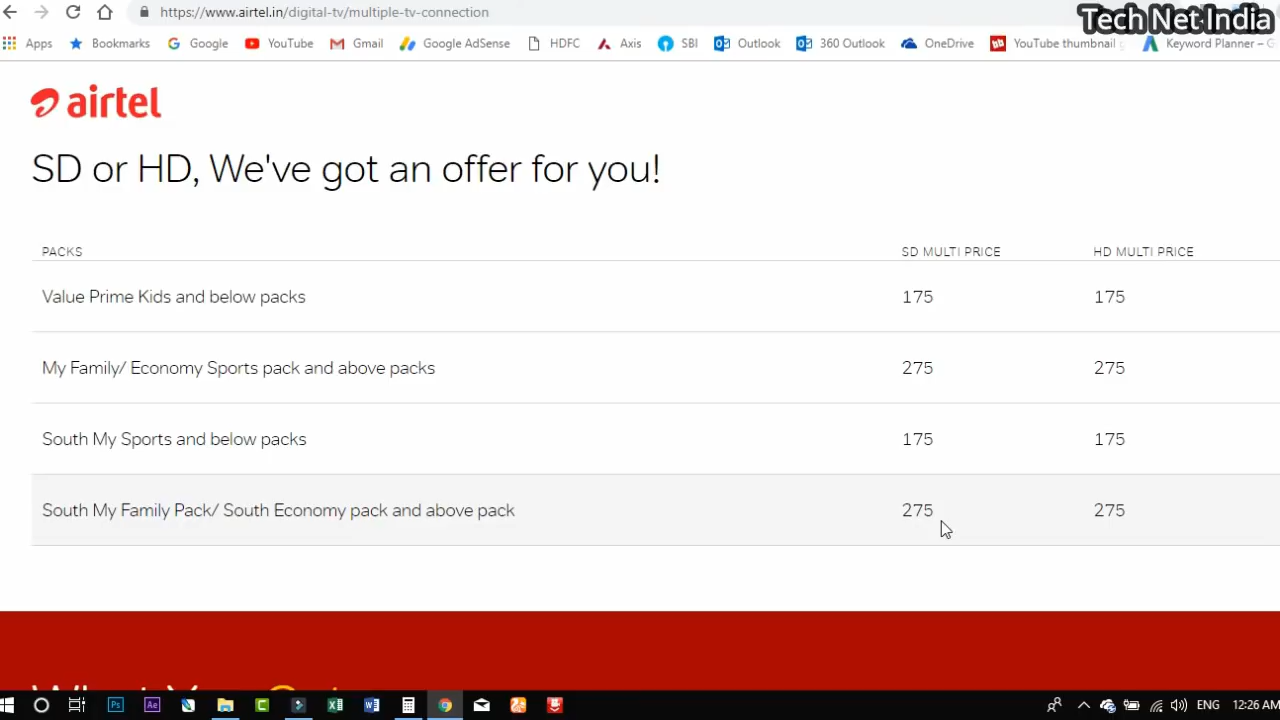 https://www.airtel.in/digital-tv/multiple-tv-connection
Tech Net India
Apps Bookmarks Google YouTube Gmail Google AdSense HDFC Axis SBI Outlook 360 Outlook OneDrive YouTube thumbnail Keyword Planner – G
airtel
SD or HD, We've got an offer for you!
PACKS SD MULTI PRICE HD MULTI PRICE
Value Prime Kids and below packs 175 175
My Family/ Economy Sports pack and above packs 275 275
South My Sports and below packs 175 175
South My Family Pack/ South Economy pack and above pack 275 275
ENG 12:26 AM